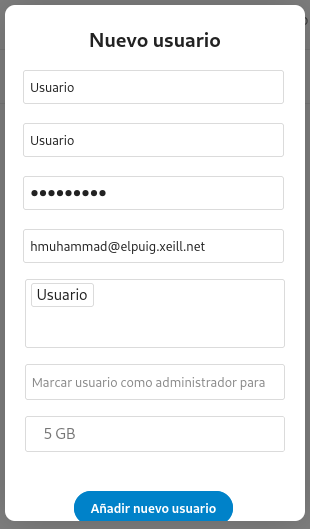 Nuevo usuario
Usuario
Usuario
●●●●●●●●●
hmuhammad@elpuig.xeill.net
Usuario
Marcar usuario como administrador para
5 GB
Añadir nuevo usuario